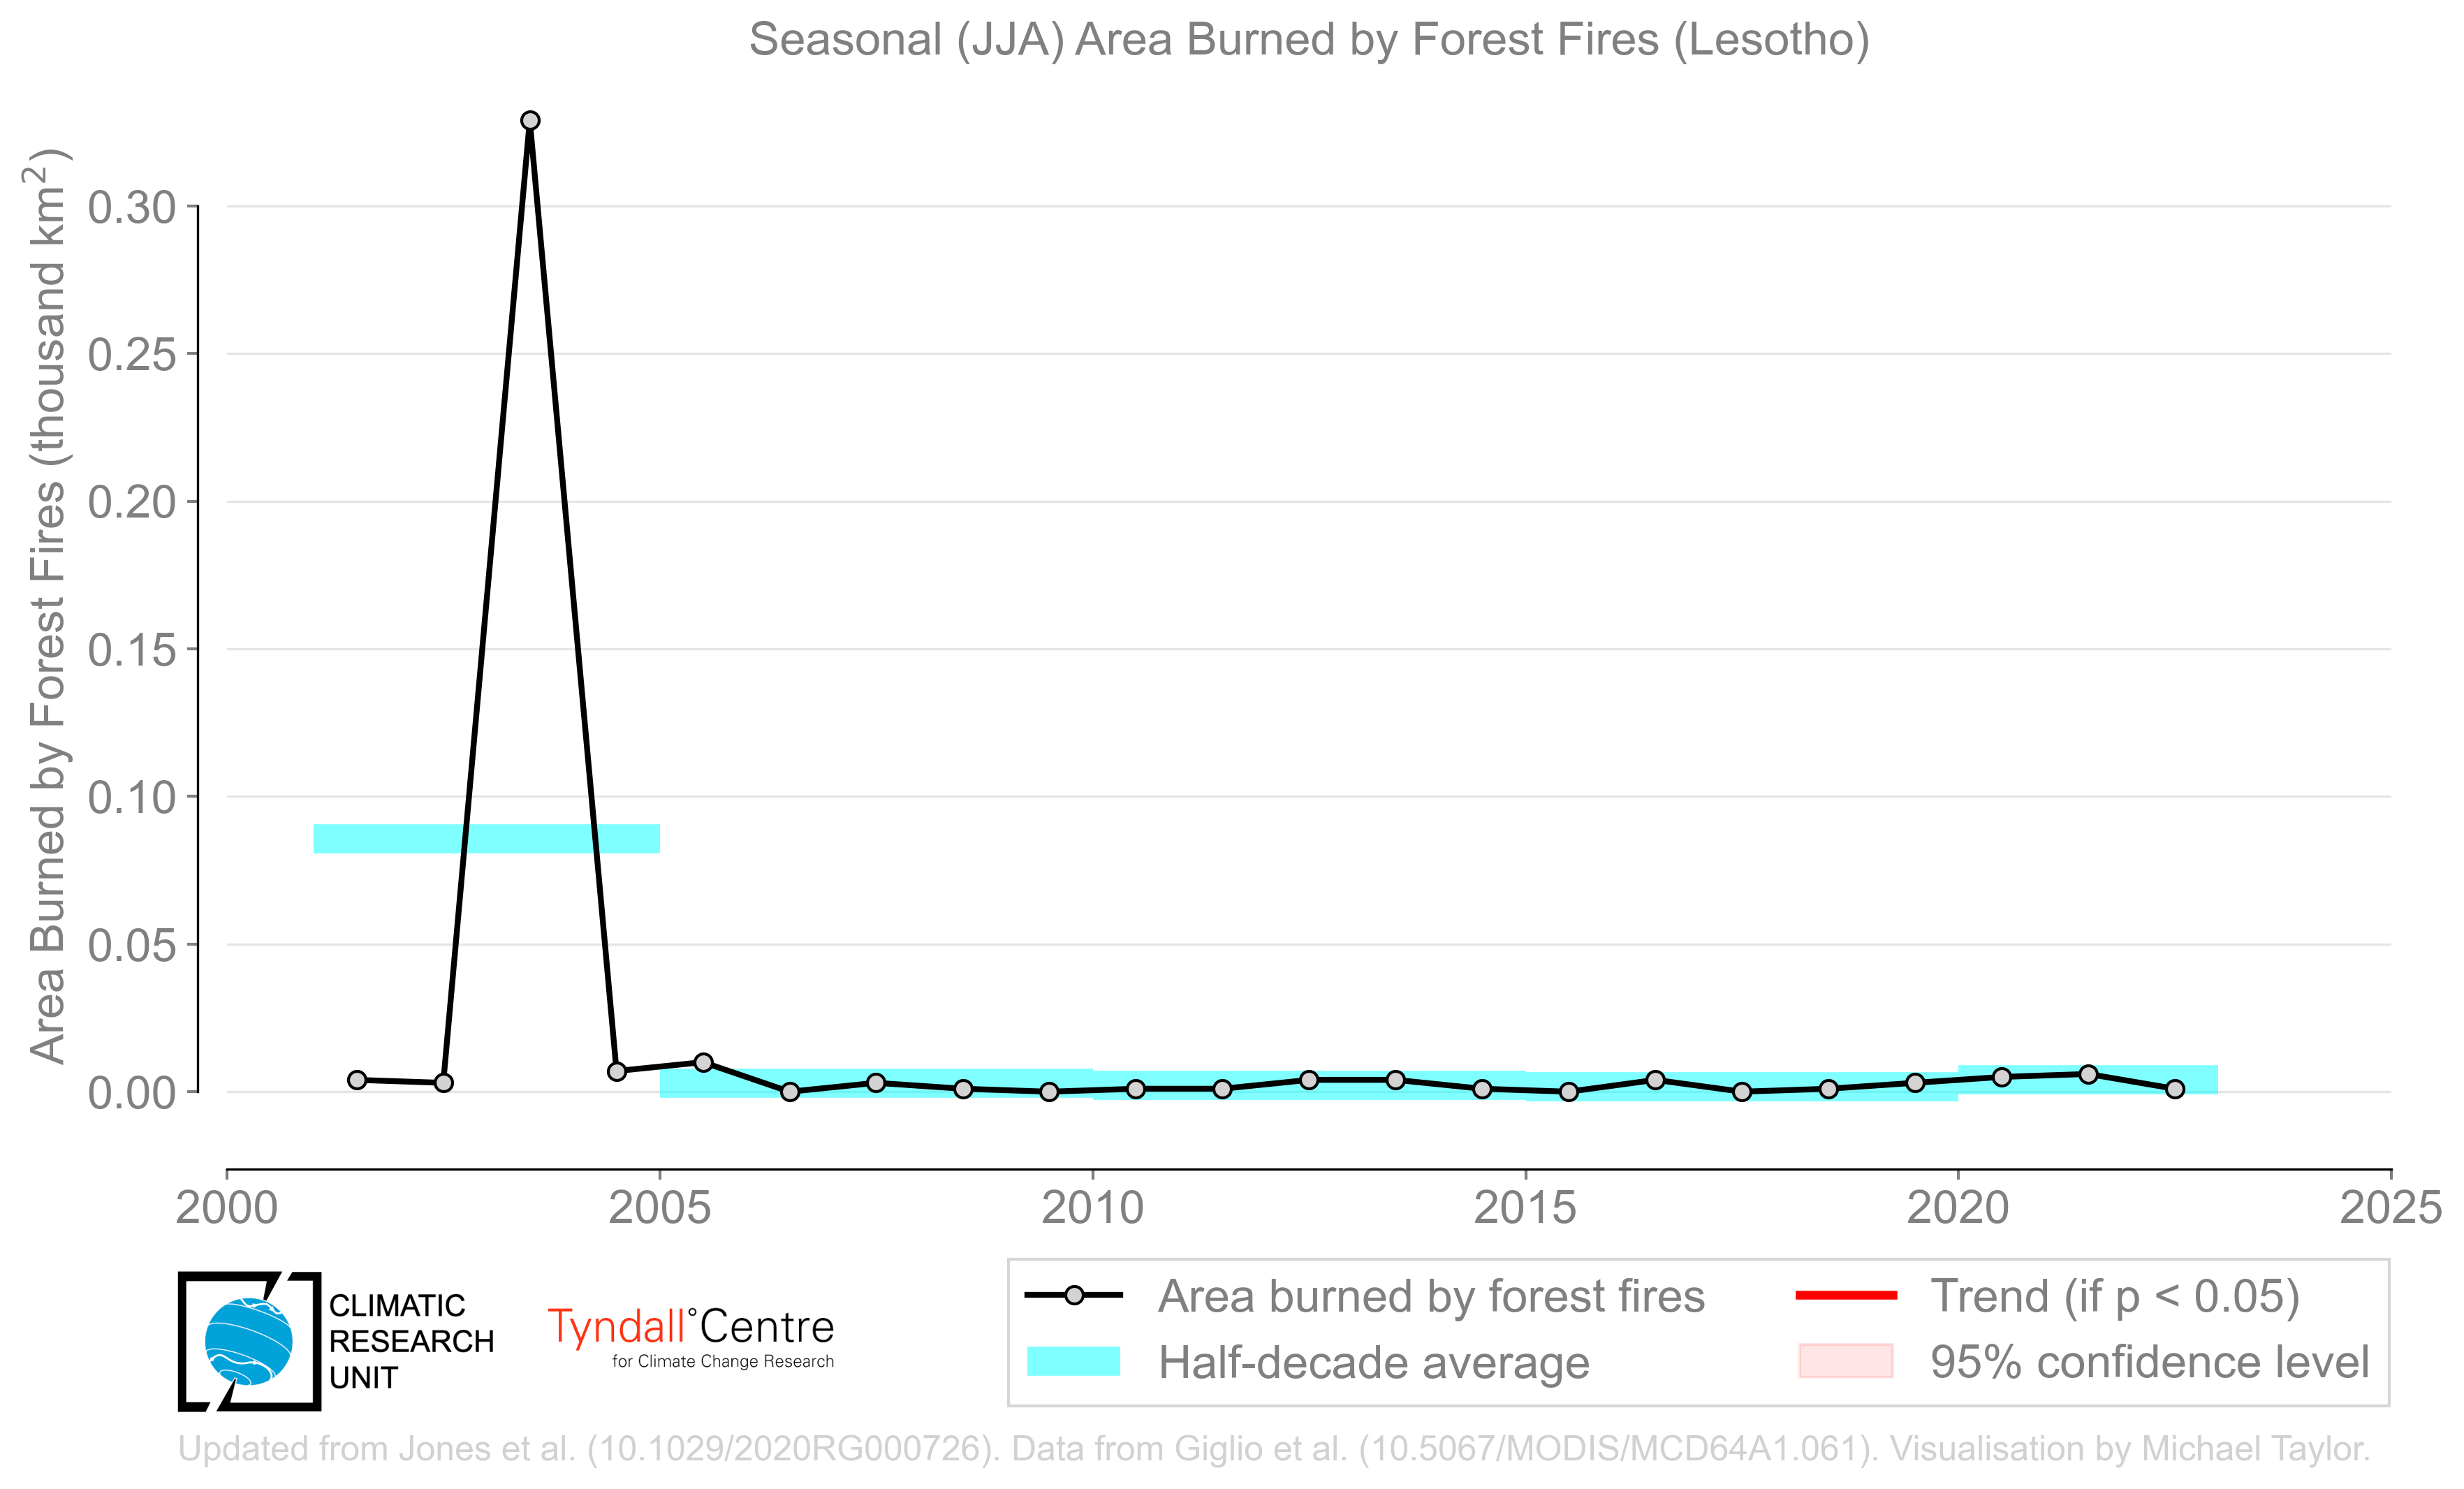 Seasonal (JJA) Area Burned by Forest Fires (Lesotho)
Area Burned by Forest Fires (thousand km²)
0.30
0.25
0.20
0.15
0.10
0.05
0.00
2000
2005
2010
2015
2020
2025
CLIMATIC
RESEARCH
UNIT
Tyndall°Centre
for Climate Change Research
Area burned by forest fires
Half-decade average
Trend (if p < 0.05)
95% confidence level
Updated from Jones et al. (10.1029/2020RG000726). Data from Giglio et al. (10.5067/MODIS/MCD64A1.061). Visualisation by Michael Taylor.